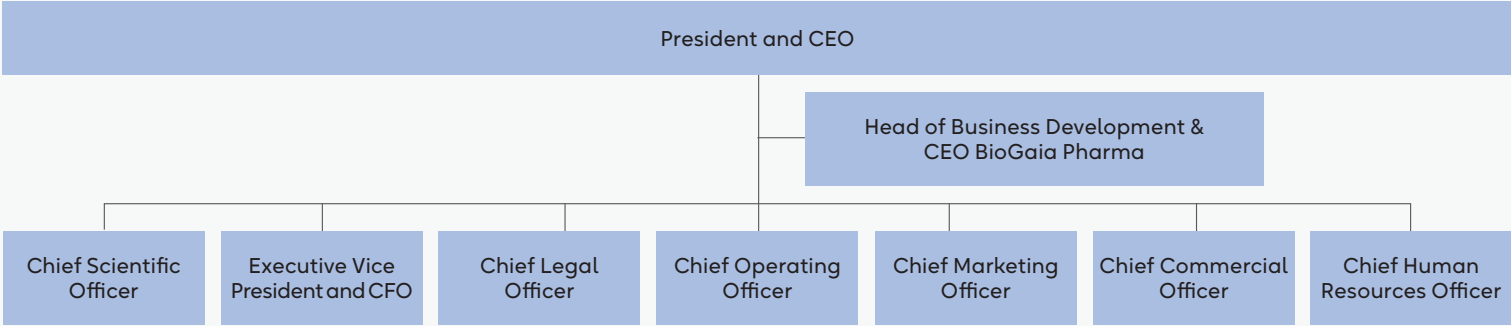 President and CEO
Head of Business Development &
CEO BioGaia Pharma
Chief Scientific
Officer
Executive Vice
President and CFO
Chief Legal
Officer
Chief Operating
Officer
Chief Marketing
Officer
Chief Commercial
Officer
Chief Human
Resources Officer